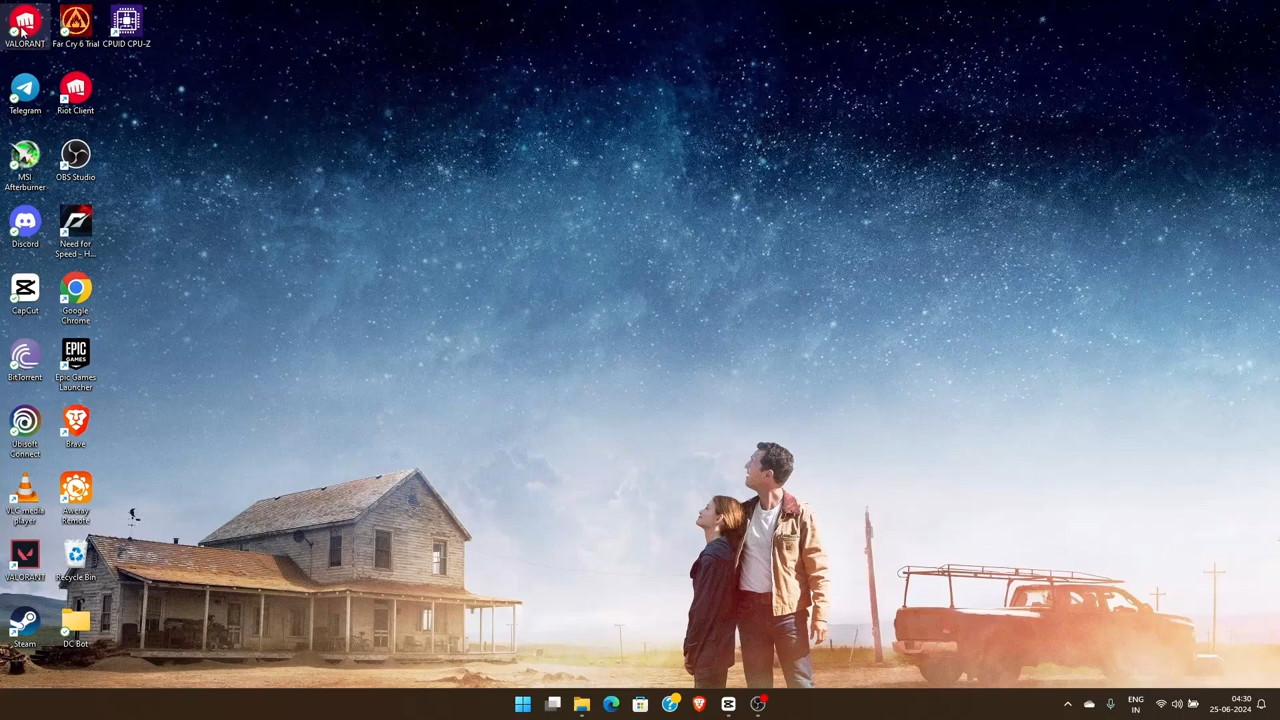 VALORANT
Far Cry 6 Trial
CPUID CPU-Z
Telegram
Riot Client
MSI
Afterburner
OBS Studio
Discord
Need for
Speed - H...
CapCut
Google
Chrome
BitTorrent
EPIC
GAMES
Epic Games
Launcher
Ubisoft
Connect
Brave
VLC media
player
Aweray
Remote
VALORANT
Recycle Bin
Steam
DC Bot
ENG
IN
04:30
25-06-2024